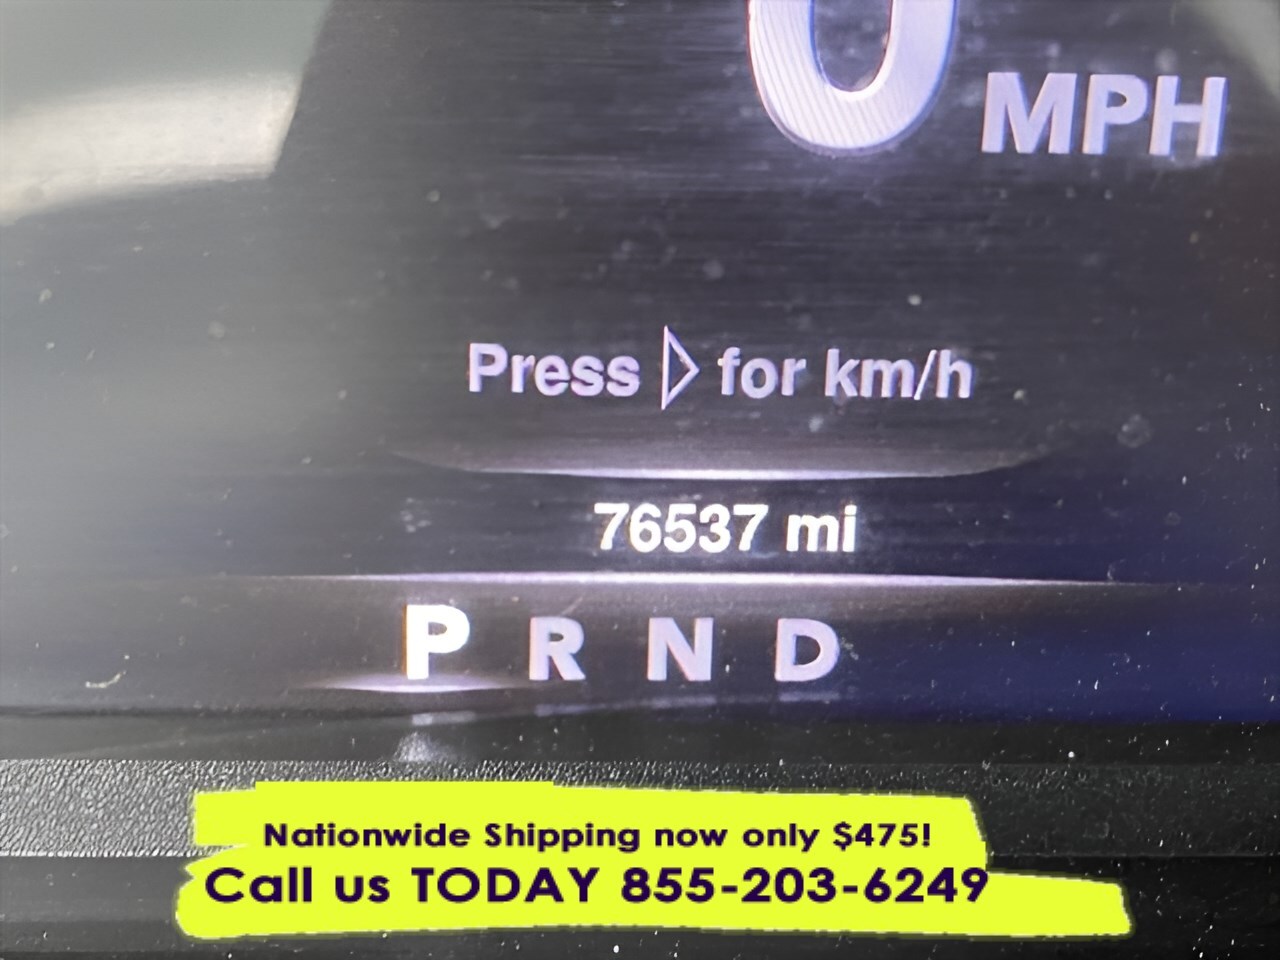 0 MPH
Press ▷ for km/h
76537 mi
P R N D
Nationwide Shipping now only $475!
Call us TODAY 855-203-6249